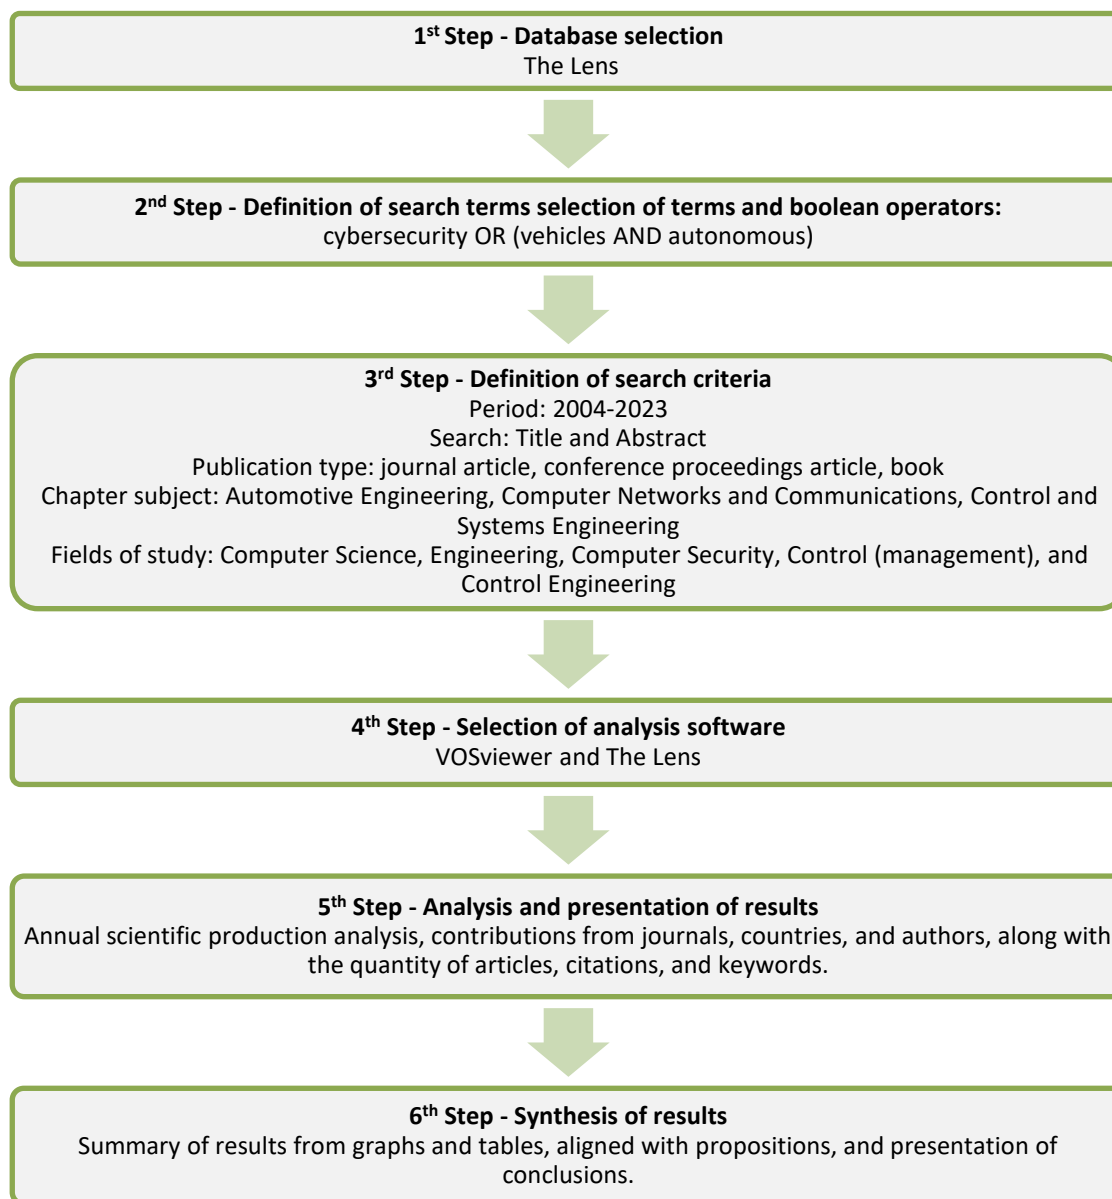 1st Step - Database selection
The Lens
2nd Step - Definition of search terms selection of terms and boolean operators:
cybersecurity OR (vehicles AND autonomous)
3rd Step - Definition of search criteria
Period: 2004-2023
Search: Title and Abstract
Publication type: journal article, conference proceedings article, book
Chapter subject: Automotive Engineering, Computer Networks and Communications, Control and
Systems Engineering
Fields of study: Computer Science, Engineering, Computer Security, Control (management), and
Control Engineering
4th Step - Selection of analysis software
VOSviewer and The Lens
5th Step - Analysis and presentation of results
Annual scientific production analysis, contributions from journals, countries, and authors, along with
the quantity of articles, citations, and keywords.
6th Step - Synthesis of results
Summary of results from graphs and tables, aligned with propositions, and presentation of
conclusions.